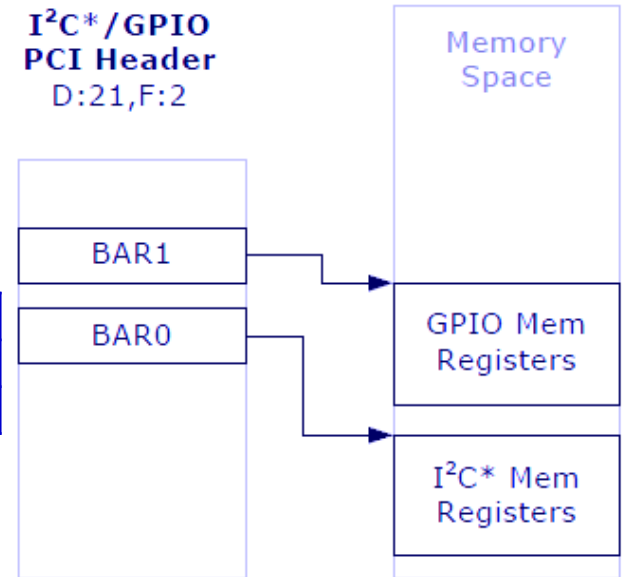 I²C*/GPIO
PCI Header
D:21,F:2
Memory
Space
BAR1
BAR0
GPIO Mem
Registers
I²C* Mem
Registers